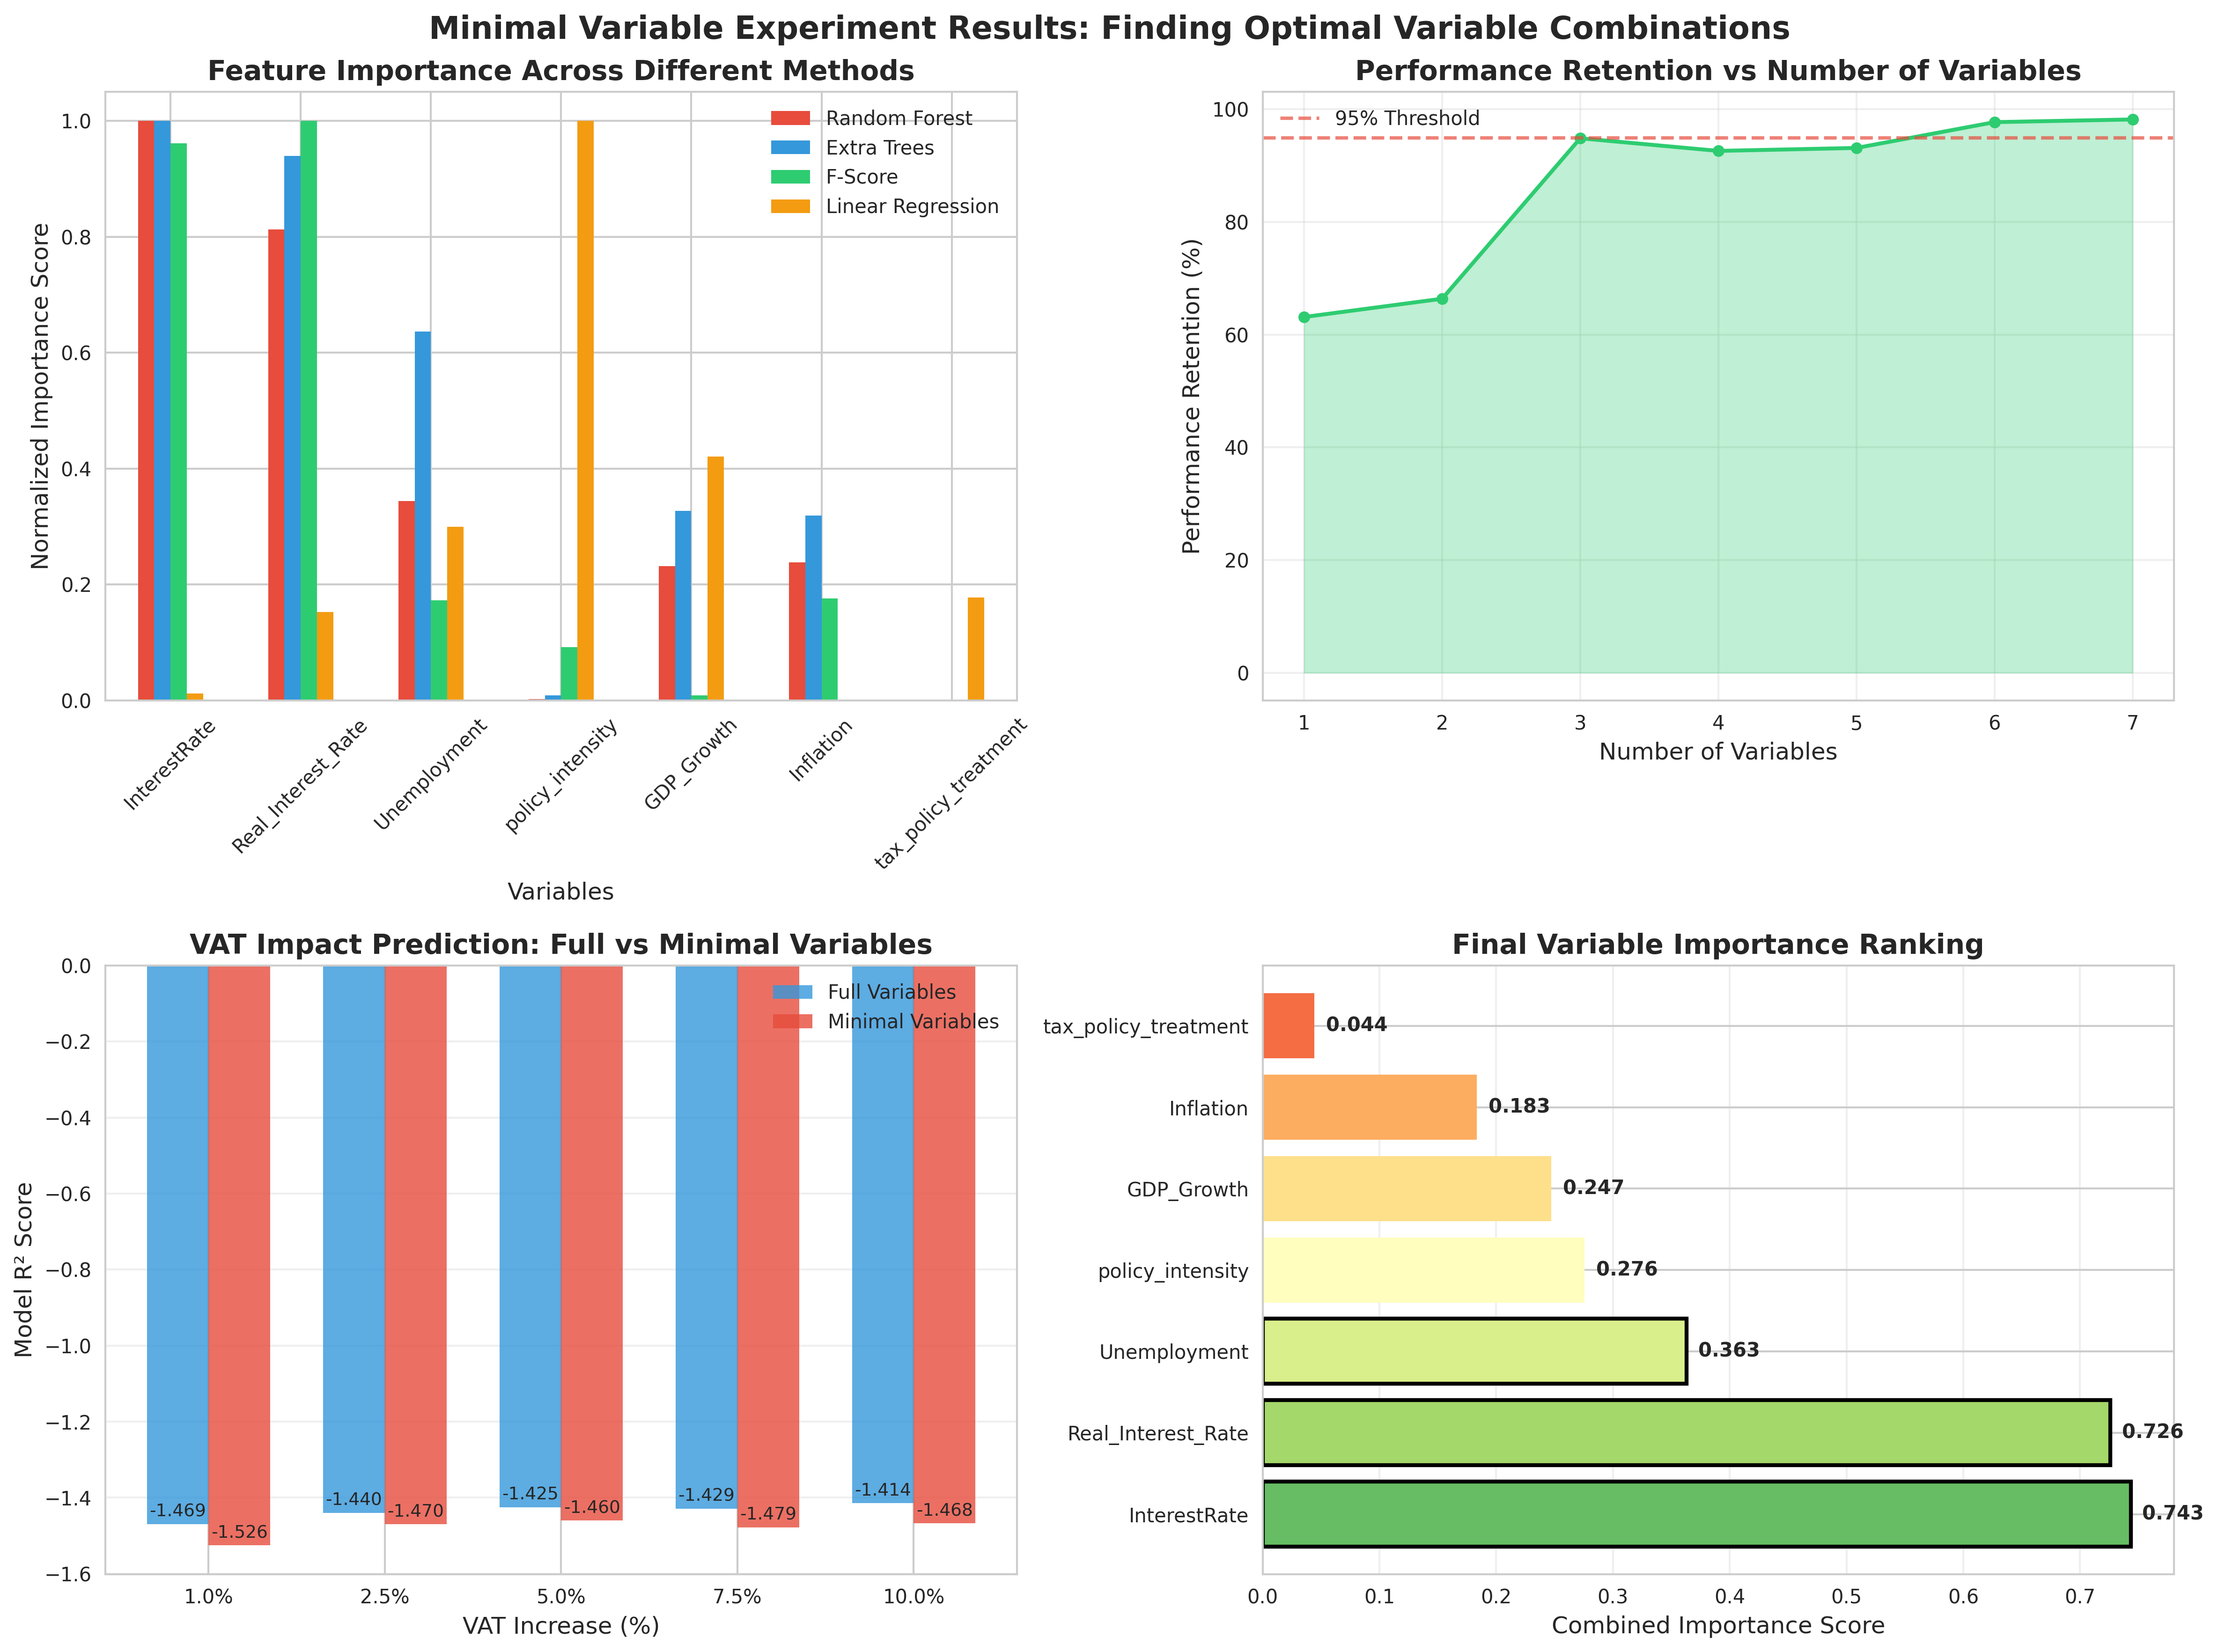 Minimal Variable Experiment Results: Finding Optimal Variable Combinations
Feature Importance Across Different Methods
Normalized Importance Score
1.0
0.8
0.6
0.4
0.2
0.0
Random Forest
Extra Trees
F-Score
Linear Regression
InterestRate
Real_Interest_Rate
Unemployment
policy_intensity
GDP_Growth
Inflation
tax_policy_treatment
Variables
Performance Retention vs Number of Variables
Performance Retention (%)
100
80
60
40
20
0
95% Threshold
1 2 3 4 5 6 7
Number of Variables
VAT Impact Prediction: Full vs Minimal Variables
Model R² Score
0.0
−0.2
−0.4
−0.6
−0.8
−1.0
−1.2
−1.4
−1.6
Full Variables
Minimal Variables
-1.469 -1.526 -1.440 -1.470 -1.425 -1.460 -1.429 -1.479 -1.414 -1.468
1.0% 2.5% 5.0% 7.5% 10.0%
VAT Increase (%)
Final Variable Importance Ranking
tax_policy_treatment 0.044
Inflation 0.183
GDP_Growth 0.247
policy_intensity 0.276
Unemployment 0.363
Real_Interest_Rate 0.726
InterestRate 0.743
0.0 0.1 0.2 0.3 0.4 0.5 0.6 0.7
Combined Importance Score